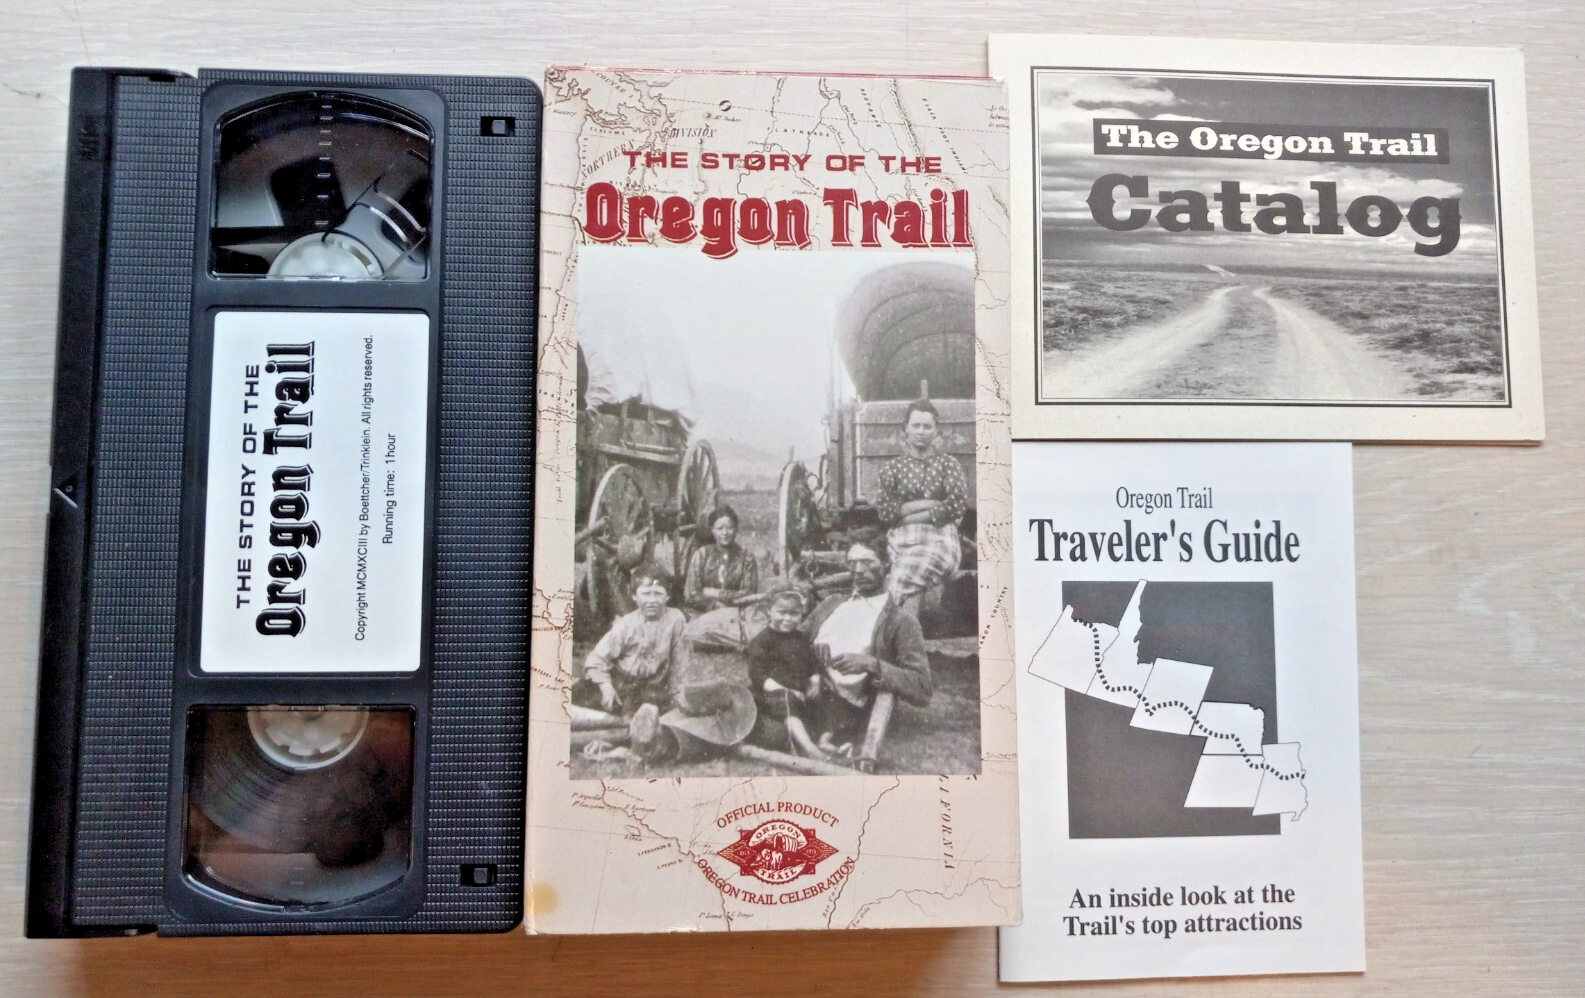 THE STORY OF THE
Oregon Trail
Copyright MCMXCIII by Boettcher/Trinklein. All rights reserved.
Running time: 1 hour
THE STORY OF THE
Oregon Trail
DIVISION
FLATHEADS
OFFICIAL PRODUCT
OREGON
TRAIL
OREGON TRAIL CELEBRATION
The Oregon Trail
Catalog
Oregon Trail
Traveler's Guide
An inside look at the
Trail's top attractions